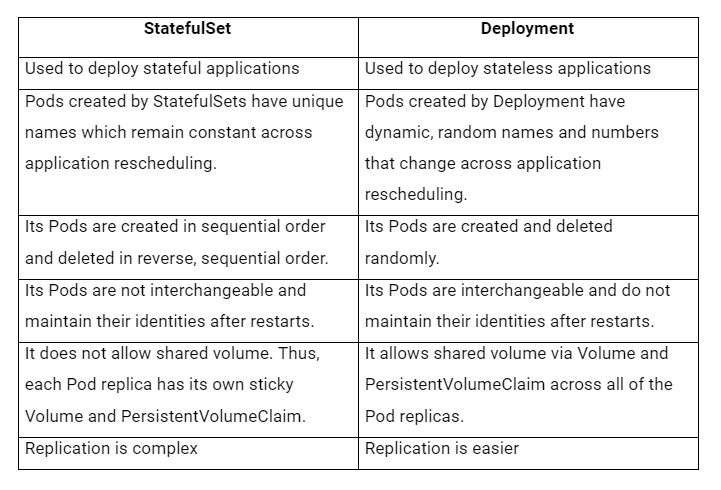 StatefulSet
Deployment
Used to deploy stateful applications
Used to deploy stateless applications
Pods created by StatefulSets have unique
names which remain constant across
application rescheduling.
Pods created by Deployment have
dynamic, random names and numbers
that change across application
rescheduling.
Its Pods are created in sequential order
and deleted in reverse, sequential order.
Its Pods are created and deleted
randomly.
Its Pods are not interchangeable and
maintain their identities after restarts.
Its Pods are interchangeable and do not
maintain their identities after restarts.
It does not allow shared volume. Thus,
each Pod replica has its own sticky
Volume and PersistentVolumeClaim.
It allows shared volume via Volume and
PersistentVolumeClaim across all of the
Pod replicas.
Replication is complex
Replication is easier